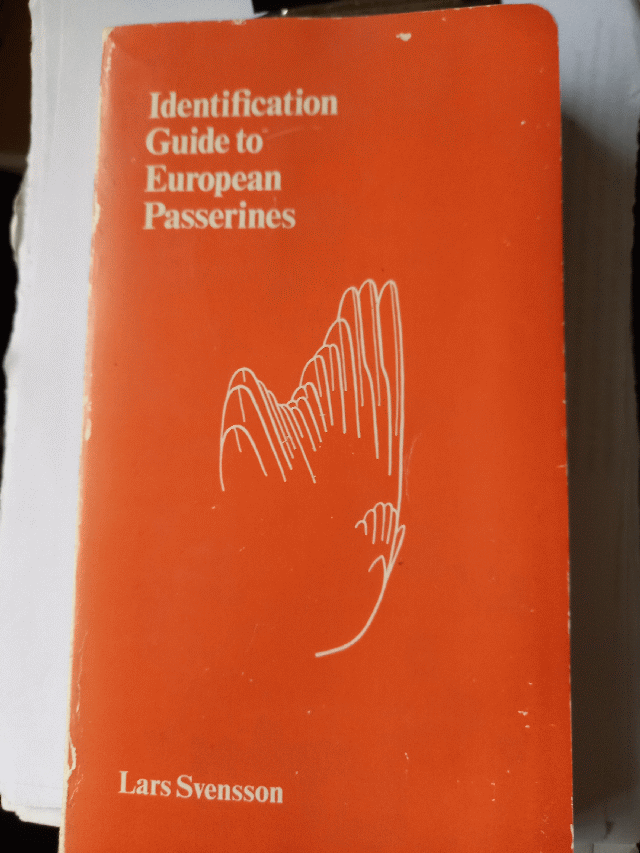 Identification
Guide to
European
Passerines
Lars Svensson